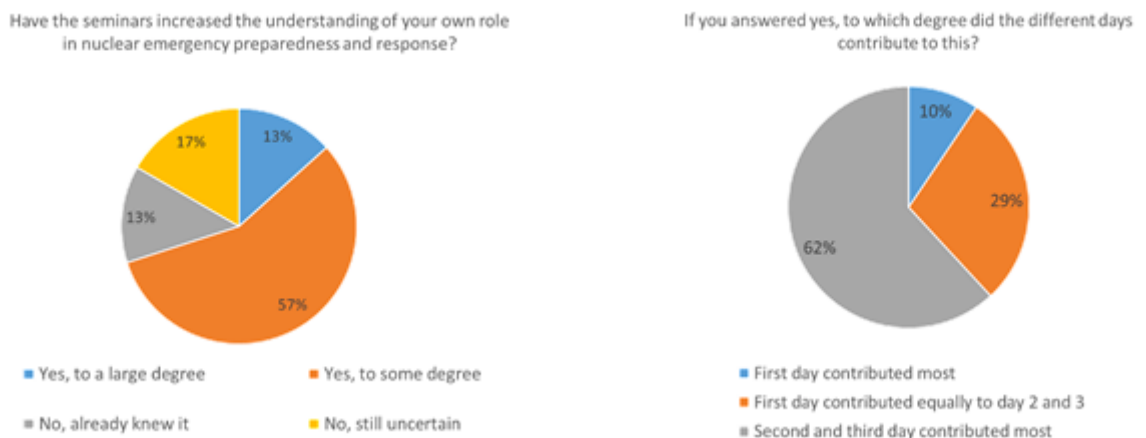 Have the seminars increased the understanding of your own role
in nuclear emergency preparedness and response?
17%
13%
13%
57%
Yes, to a large degree
Yes, to some degree
No, already knew it
No, still uncertain
If you answered yes, to which degree did the different days
contribute to this?
10%
29%
62%
First day contributed most
First day contributed equally to day 2 and 3
Second and third day contributed most